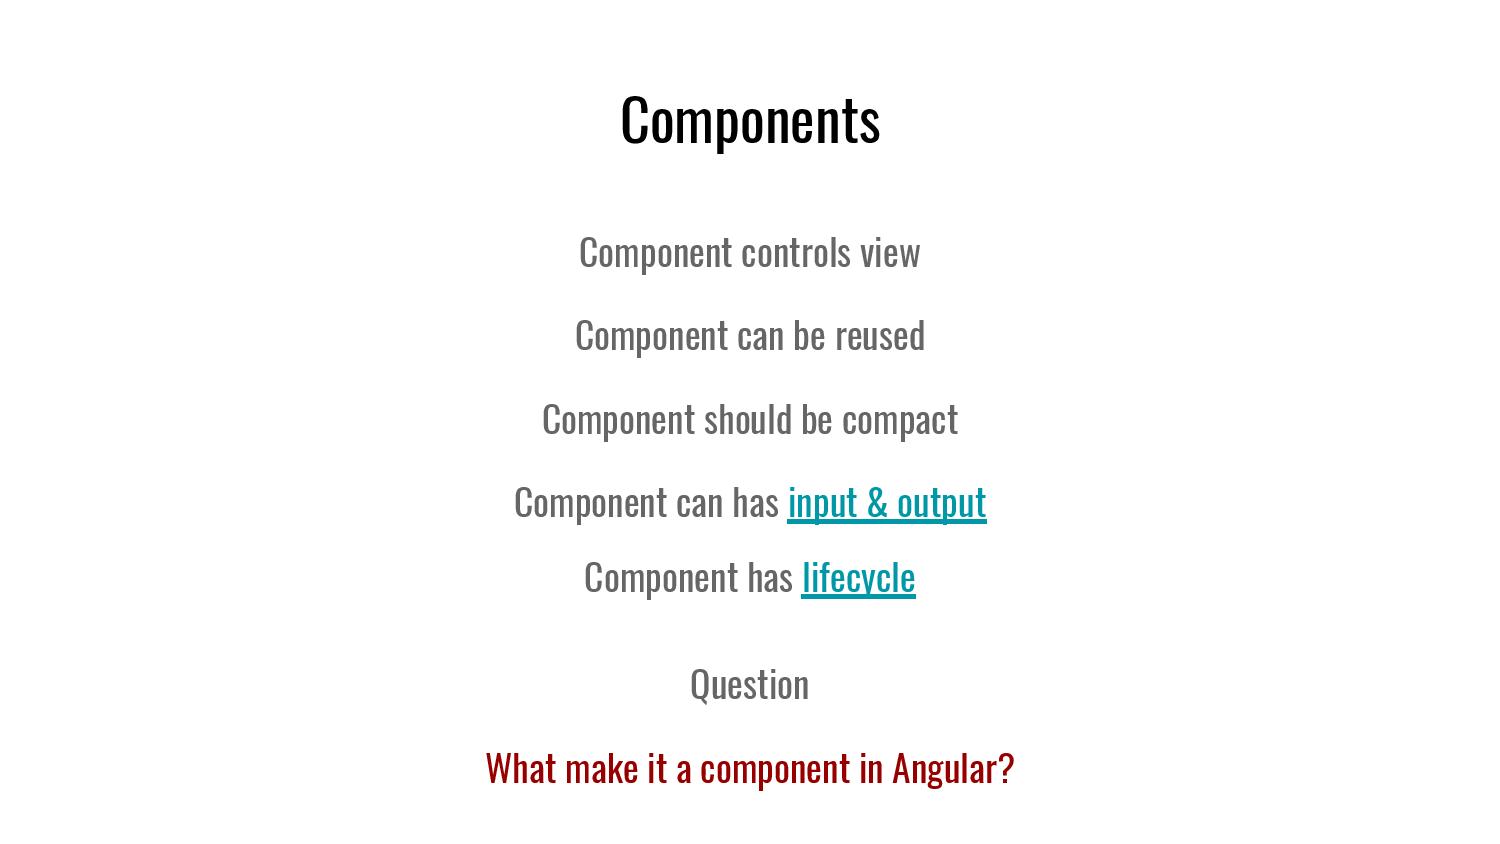 Components
Component controls view
Component can be reused
Component should be compact
Component can has input & output
Component has lifecycle
Question
What make it a component in Angular?